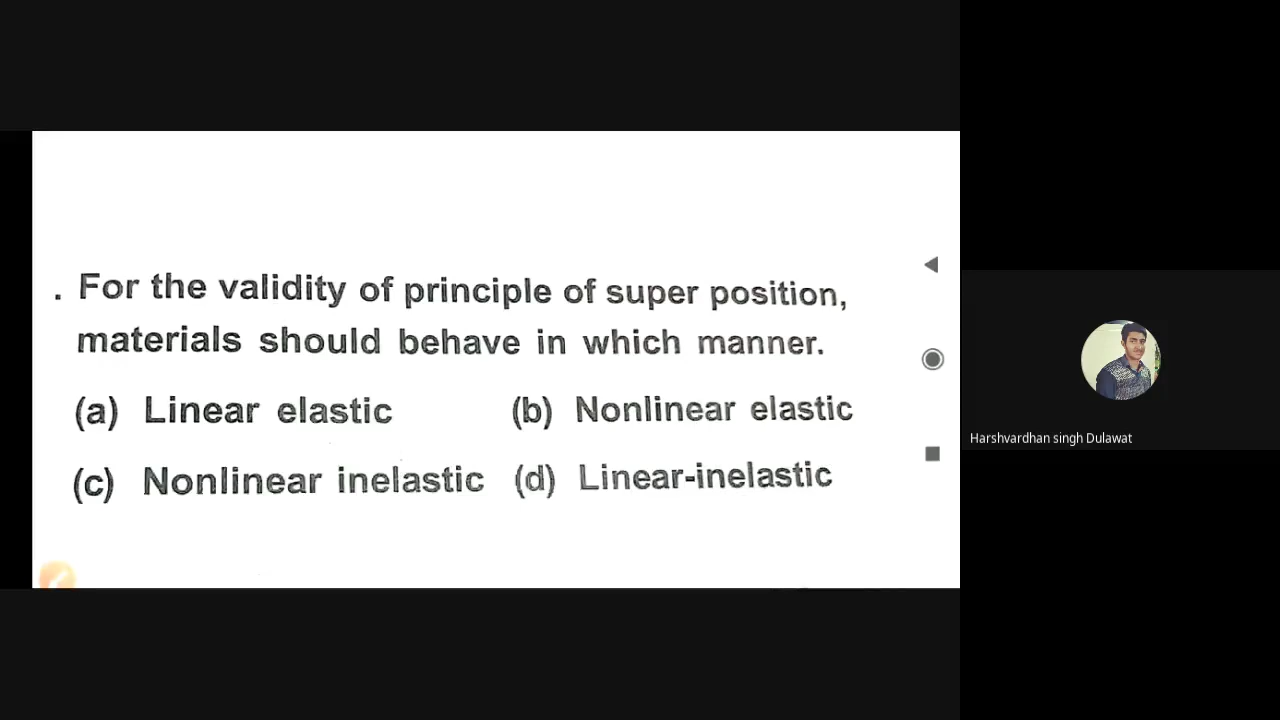 . For the validity of principle of super position,
materials should behave in which manner.
(a) Linear elastic (b) Nonlinear elastic
(c) Nonlinear inelastic (d) Linear-inelastic
Harshvardhan singh Dulawat